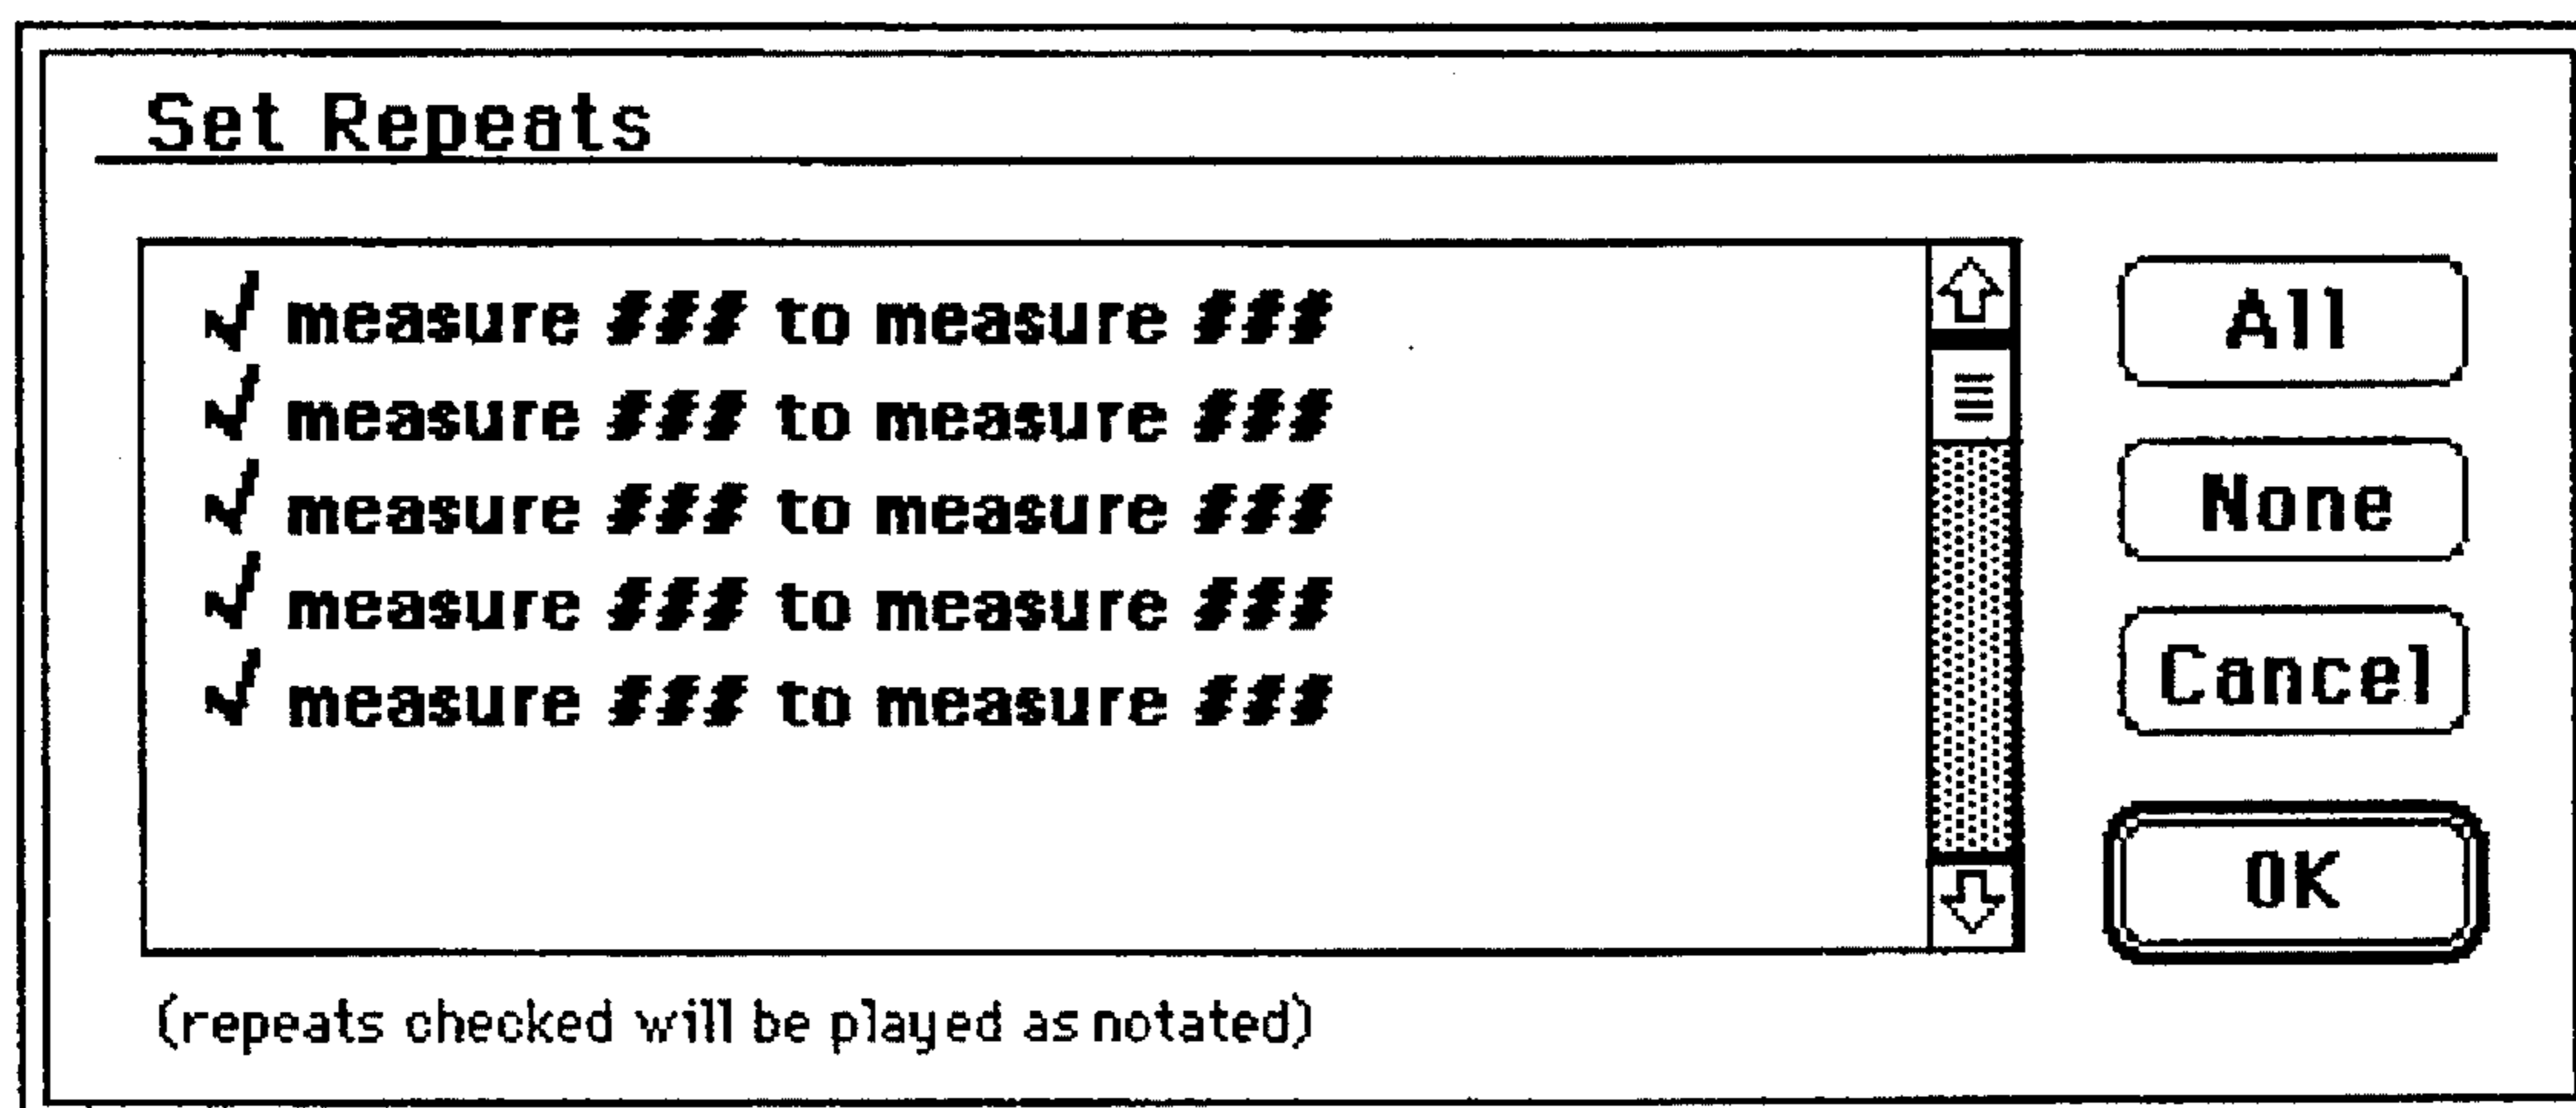 Set Repeats
✓ measure ### to measure ###
✓ measure ### to measure ###
✓ measure ### to measure ###
✓ measure ### to measure ###
✓ measure ### to measure ###
All
None
Cancel
OK
(repeats checked will be played as notated)